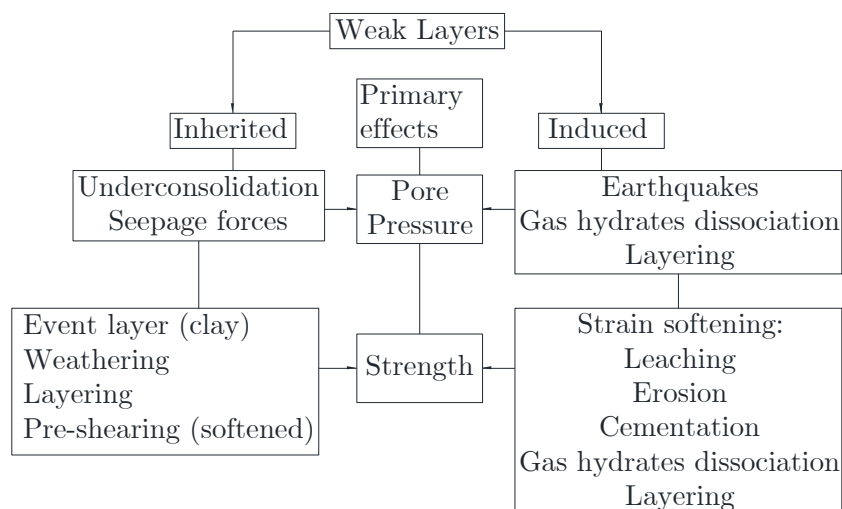 Weak Layers
Primary
effects
Inherited
Induced
Underconsolidation
Seepage forces
Pore
Pressure
Earthquakes
Gas hydrates dissociation
Layering
Event layer (clay)
Weathering
Layering
Pre-shearing (softened)
Strength
Strain softening:
Leaching
Erosion
Cementation
Gas hydrates dissociation
Layering